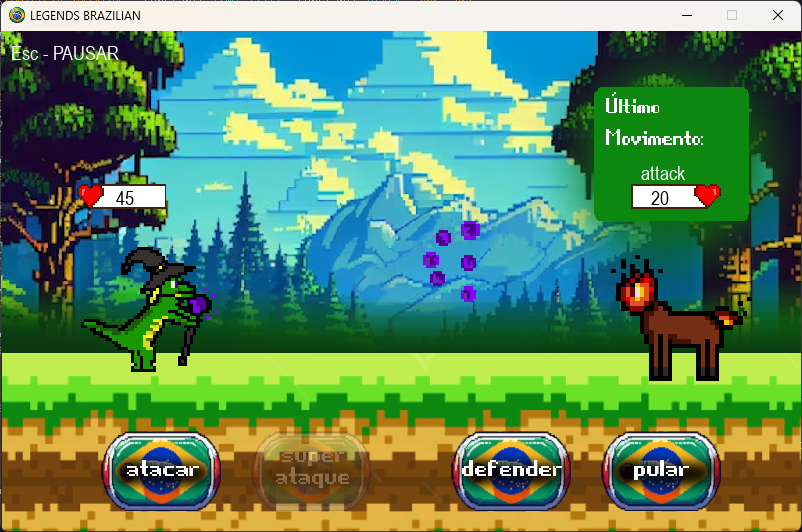 LEGENDS BRAZILIAN
Esc - PAUSAR
Último
Movimento:
attack
45
20
atacar
super
ataque
defender
pular